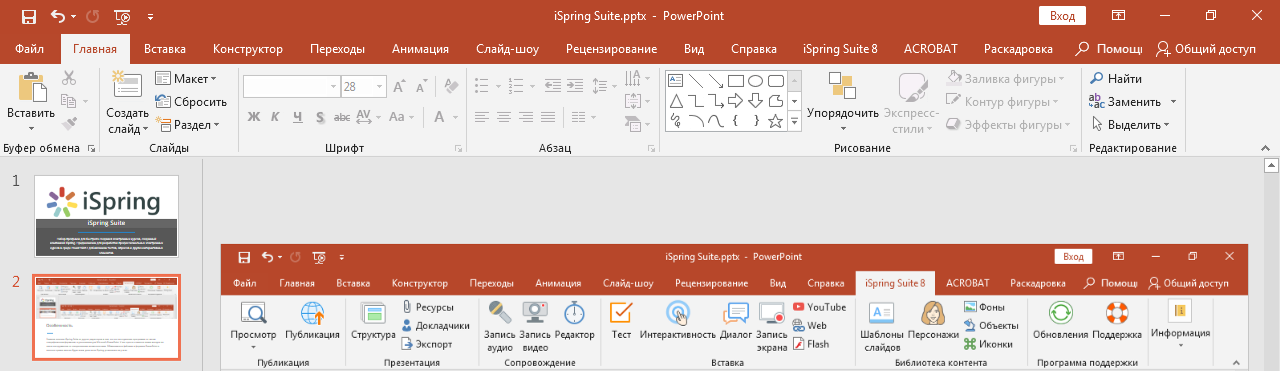 iSpring Suite.pptx - PowerPoint
Вход
Файл Главная Вставка Конструктор Переходы Анимация Слайд-шоу Рецензирование Вид Справка iSpring Suite 8 ACROBAT Раскадровка Помощь Общий доступ
Вставить
Создать слайд
Макет
Сбросить
Раздел
28
Ж К Ч S abc AV Aa А
Упорядочить
Экспресс-стили
Заливка фигуры
Контур фигуры
Эффекты фигуры
Найти
Заменить
Выделить
Буфер обмена Слайды Шрифт Абзац Рисование Редактирование
1
iSpring
iSpring Suite
2
iSpring Suite.pptx - PowerPoint
Вход
Файл Главная Вставка Конструктор Переходы Анимация Слайд-шоу Рецензирование Вид Справка iSpring Suite 8 ACROBAT Раскадровка Помощь Общий доступ
Просмотр
Публикация
Структура
Ресурсы
Докладчики
Экспорт
Запись аудио
Запись видео
Редактор
Тест
Интерактивность
Диалог
Запись экрана
YouTube
Web
Flash
Шаблоны слайдов
Персонажи
Фоны
Объекты
Иконки
Обновления
Поддержка
Информация
Публикация Презентация Сопровождение Вставка Библиотека контента Программа поддержки